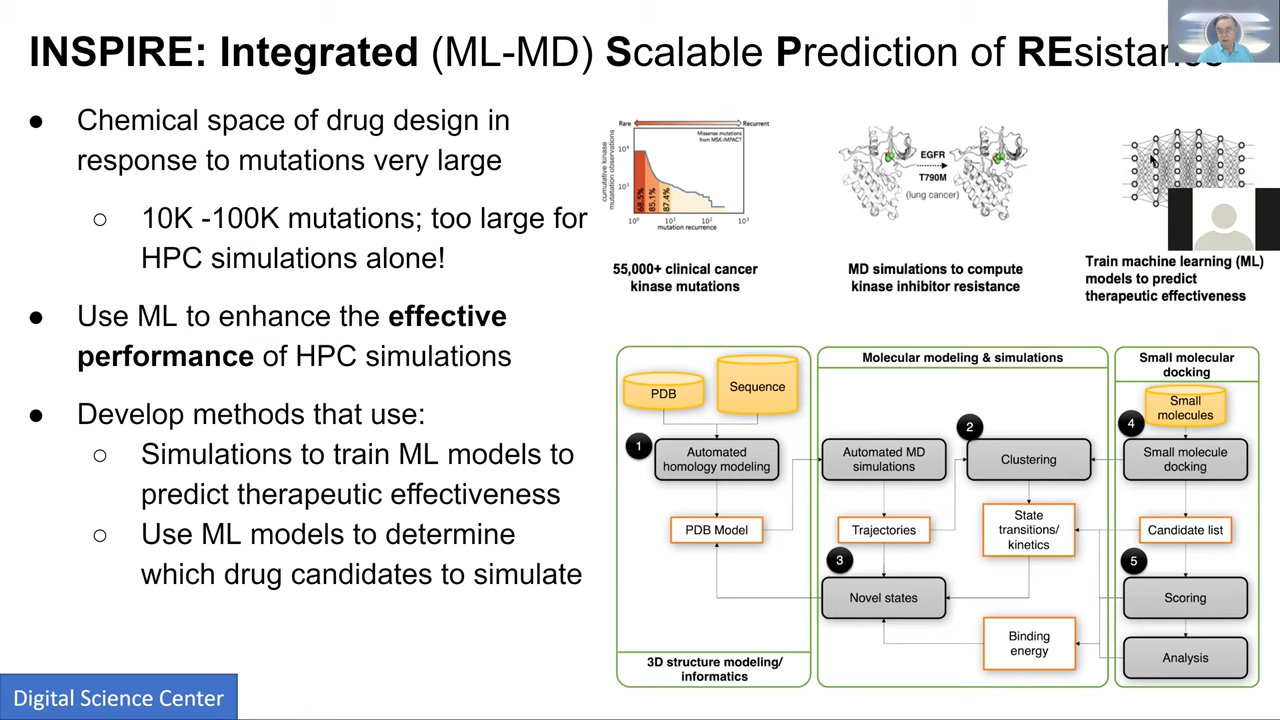 INSPIRE: Integrated (ML-MD) Scalable Prediction of REsistance
● Chemical space of drug design in
response to mutations very large
○ 10K -100K mutations; too large for
HPC simulations alone!
● Use ML to enhance the effective
performance of HPC simulations
● Develop methods that use:
○ Simulations to train ML models to
predict therapeutic effectiveness
○ Use ML models to determine
which drug candidates to simulate
Digital Science Center
Rare
Recurrent
Missense mutations
from MSK-IMPACT
cumulative kinase
mutation observations
10⁴
10³
68.5%
85.1%
87.4%
10⁰
10¹
10²
10³
mutation recurrence
55,000+ clinical cancer
kinase mutations
EGFR
T790M
(lung cancer)
MD simulations to compute
kinase inhibitor resistance
Train machine learning (ML)
models to predict
therapeutic effectiveness
PDB
Sequence
1
Automated
homology modeling
PDB Model
3D structure modeling/
informatics
Molecular modeling & simulations
Automated MD
simulations
2
Clustering
Trajectories
State
transitions/
kinetics
3
Novel states
Binding
energy
Small molecular
docking
Small
molecules
4
Small molecule
docking
Candidate list
5
Scoring
Analysis